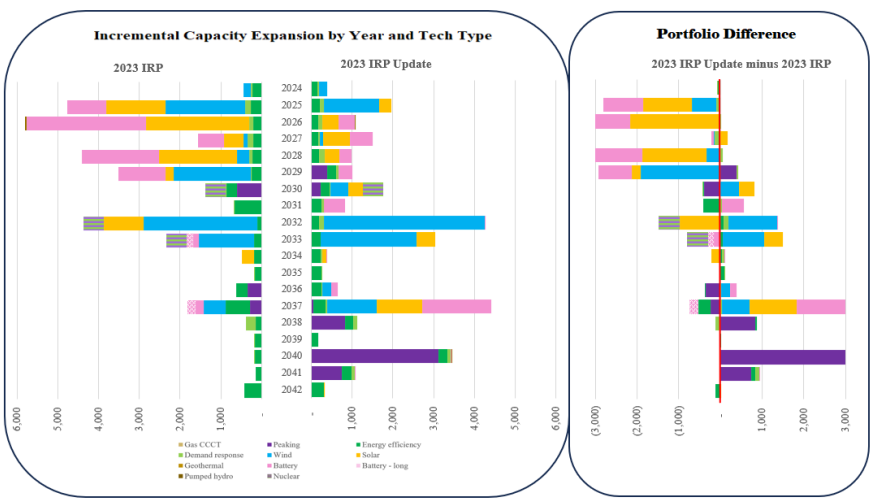 Incremental Capacity Expansion by Year and Tech Type
2023 IRP
2023 IRP Update
2024
2025
2026
2027
2028
2029
2030
2031
2032
2033
2034
2035
2036
2037
2038
2039
2040
2041
2042
6,000
5,000
4,000
3,000
2,000
1,000
-
-
1,000
2,000
3,000
4,000
5,000
6,000
Gas CCCT
Peaking
Energy efficiency
Demand response
Wind
Solar
Geothermal
Battery
Battery - long
Pumped hydro
Nuclear
Portfolio Difference
2023 IRP Update minus 2023 IRP
(3,000)
(2,000)
(1,000)
-
1,000
2,000
3,000